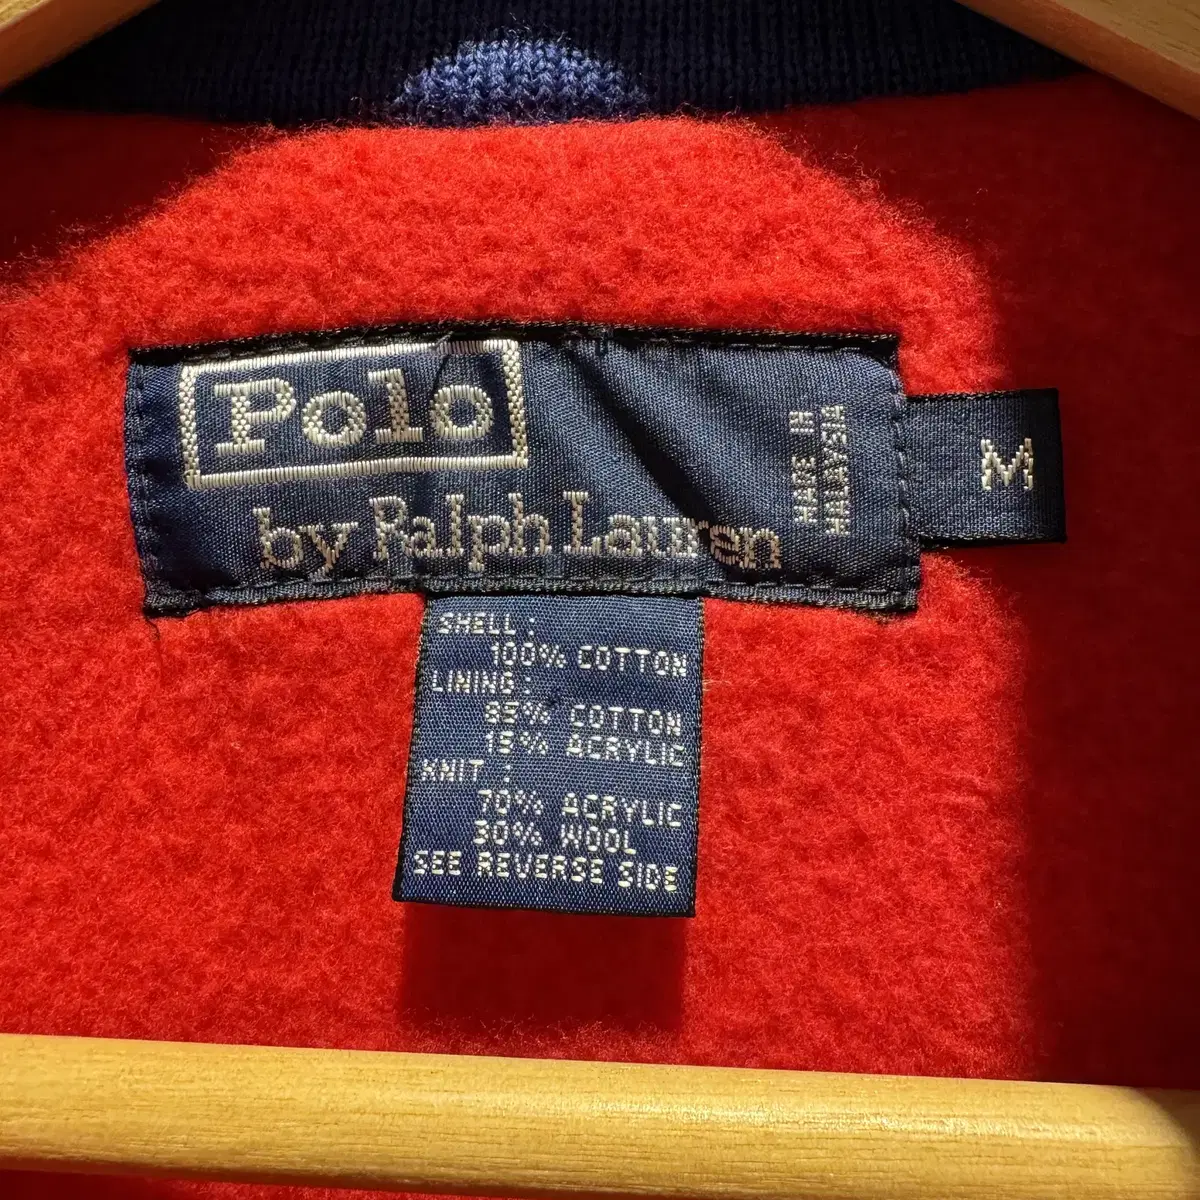 Polo
by Ralph Lauren
MADE IN
MALAYSIA
M
SHELL :
100% COTTON
LINING :
85% COTTON
15% ACRYLIC
KNIT :
70% ACRYLIC
30% WOOL
SEE REVERSE SIDE